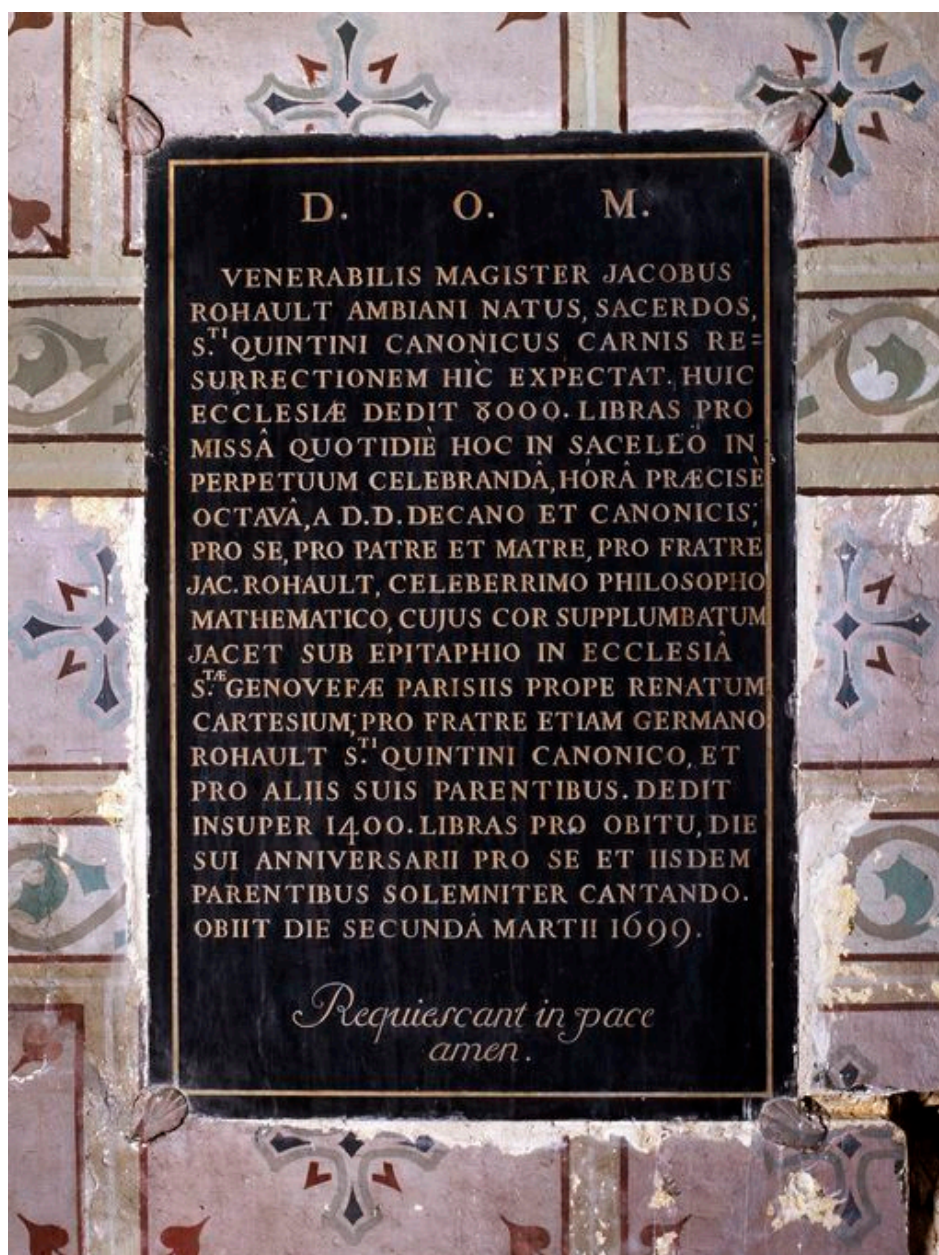 D. O. M.
VENERABILIS MAGISTER JACOBUS
ROHAULT AMBIANI NATUS, SACERDOS,
S.TI QUINTINI CANONICUS CARNIS RE=
SURRECTIONEM HÌC EXPECTAT. HUIC
ECCLESIÆ DEDIT 8000. LIBRAS PRO
MISSÂ QUOTIDIÈ HOC IN SACELLO IN
PERPETUUM CELEBRANDÂ, HORÂ PRÆCISÈ
OCTAVÂ, A D.D. DECANO ET CANONICIS;
PRO SE, PRO PATRE ET MATRE, PRO FRATRE
JAC. ROHAULT, CELEBERRIMO PHILOSOPHO
MATHEMATICO, CUJUS COR SUPPLUMBATUM
JACET SUB EPITAPHIO IN ECCLESIÂ
S.TÆ GENOVEFÆ PARISIIS PROPE RENATUM
CARTESIUM; PRO FRATRE ETIAM GERMANO
ROHAULT S.TI QUINTINI CANONICO, ET
PRO ALIIS SUIS PARENTIBUS. DEDIT
INSUPER 1400. LIBRAS PRO OBITU, DIE
SUI ANNIVERSARII PRO SE ET IISDEM
PARENTIBUS SOLEMNITER CANTANDO.
OBIIT DIE SECUNDÂ MARTII 1699.
Requiescant in pace
amen.